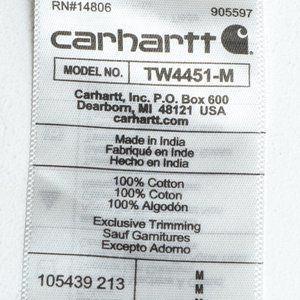 RN#14806 905597
carhartt
MODEL NO. TW4451-M
Carhartt, Inc. P.O. Box 600
Dearborn, MI 48121 USA
carhartt.com
Made in India
Fabriqué en Inde
Hecho en India
100% Cotton
100% Coton
100% Algodón
Exclusive Trimming
Sauf Garnitures
Excepto Adorno
105439 213
M
M
M